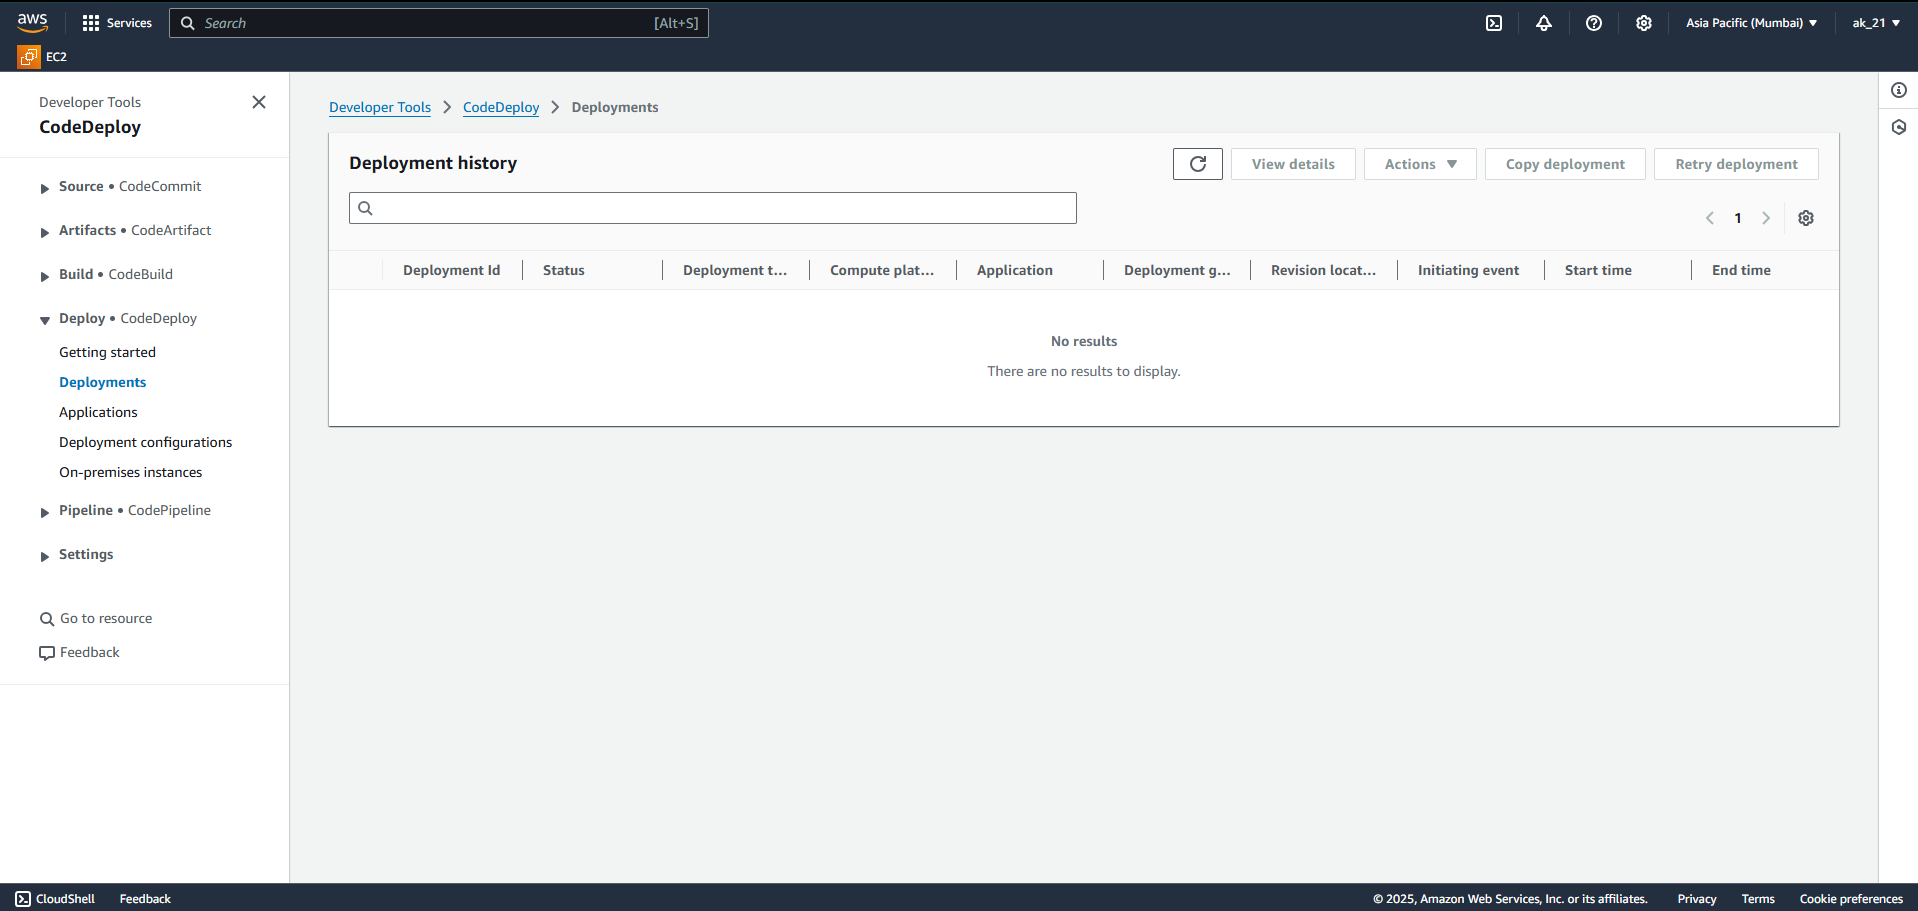 aws Services Search [Alt+S] Asia Pacific (Mumbai) ak_21
EC2
Developer Tools
CodeDeploy
Source • CodeCommit
Artifacts • CodeArtifact
Build • CodeBuild
Deploy • CodeDeploy
Getting started
Deployments
Applications
Deployment configurations
On-premises instances
Pipeline • CodePipeline
Settings
Go to resource
Feedback
Developer Tools > CodeDeploy > Deployments
Deployment history View details Actions Copy deployment Retry deployment
1
Deployment Id Status Deployment t... Compute plat... Application Deployment g... Revision locat... Initiating event Start time End time
No results
There are no results to display.
CloudShell Feedback © 2025, Amazon Web Services, Inc. or its affiliates. Privacy Terms Cookie preferences